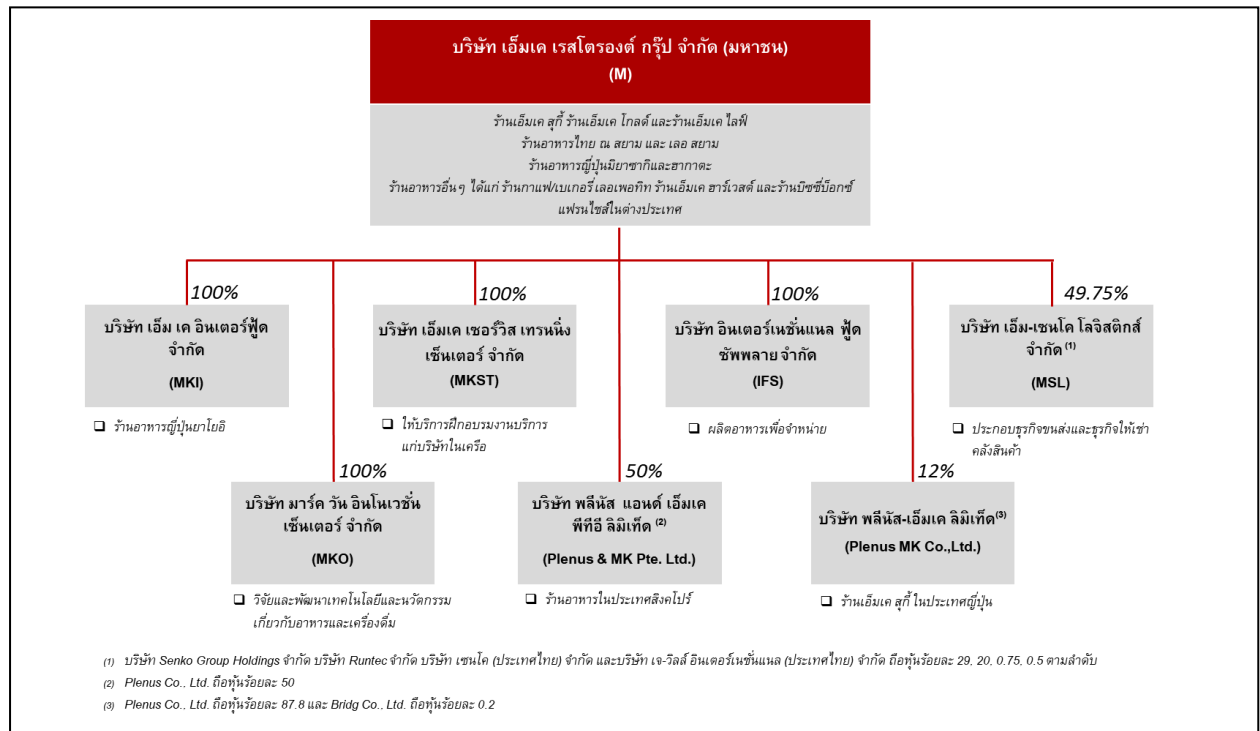 บริษัท เอ็มเค เรสโตรองต์ กรุ๊ป จำกัด (มหาชน)
(M)
ร้านเอ็มเค สุกี้ ร้านเอ็มเค โกลด์ และร้านเอ็มเค ไลฟ์
ร้านอาหารไทย ณ สยาม และ เลอ สยาม
ร้านอาหารญี่ปุ่นมิยาซากิและฮากาตะ
ร้านอาหารอื่นๆ ได้แก่ ร้านกาแฟ/เบเกอรี่ เลอเพอทิท ร้านเอ็มเค ฮาร์เวสต์ และร้านบิซซี่บ็อกซ์
แฟรนไชส์ในต่างประเทศ
100%
บริษัท เอ็ม เค อินเตอร์ฟู้ด
จำกัด
(MKI)
❑ ร้านอาหารญี่ปุ่นยาโยอิ
100%
บริษัท เอ็มเค เซอร์วิส เทรนนิ่ง
เซ็นเตอร์ จำกัด
(MKST)
❑ ให้บริการฝึกอบรมงานบริการ
แก่บริษัทในเครือ
100%
บริษัท อินเตอร์เนชั่นแนล ฟู้ด
ซัพพลาย จำกัด
(IFS)
❑ ผลิตอาหารเพื่อจำหน่าย
49.75%
บริษัท เอ็ม-เซนโค โลจิสติกส์
จำกัด (1)
(MSL)
❑ ประกอบธุรกิจขนส่งและธุรกิจให้เช่า
คลังสินค้า
100%
บริษัท มาร์ค วัน อินโนเวชั่น
เซ็นเตอร์ จำกัด
(MKO)
❑ วิจัยและพัฒนาเทคโนโลยีและนวัตกรรม
เกี่ยวกับอาหารและเครื่องดื่ม
50%
บริษัท พลีนัส แอนด์ เอ็มเค
พีทีอี ลิมิเท็ด (2)
(Plenus & MK Pte. Ltd.)
❑ ร้านอาหารในประเทศสิงคโปร์
12%
บริษัท พลีนัส-เอ็มเค ลิมิเท็ด(3)
(Plenus MK Co.,Ltd.)
❑ ร้านเอ็มเค สุกี้ ในประเทศญี่ปุ่น
(1) บริษัท Senko Group Holdings จำกัด บริษัท Runtec จำกัด บริษัท เซนโค (ประเทศไทย) จำกัด และบริษัท เจ-วิลล์ อินเตอร์เนชั่นแนล (ประเทศไทย) จำกัด ถือหุ้นร้อยละ 29, 20, 0.75, 0.5 ตามลำดับ
(2) Plenus Co., Ltd. ถือหุ้นร้อยละ 50
(3) Plenus Co., Ltd. ถือหุ้นร้อยละ 87.8 และ Bridg Co., Ltd. ถือหุ้นร้อยละ 0.2